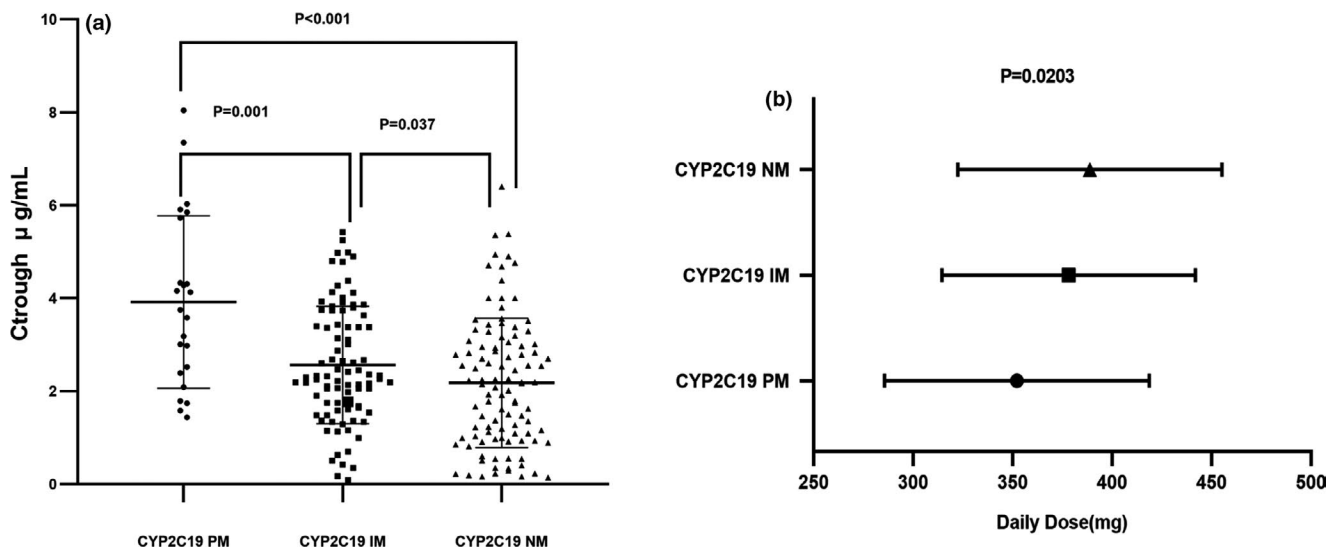 (a)
P<0.001
P=0.001
P=0.037
10
8
6
4
2
0
Ctrough μ g/mL
CYP2C19 PM
CYP2C19 IM
CYP2C19 NM
(b)
P=0.0203
CYP2C19 NM
CYP2C19 IM
CYP2C19 PM
250 300 350 400 450 500
Daily Dose(mg)